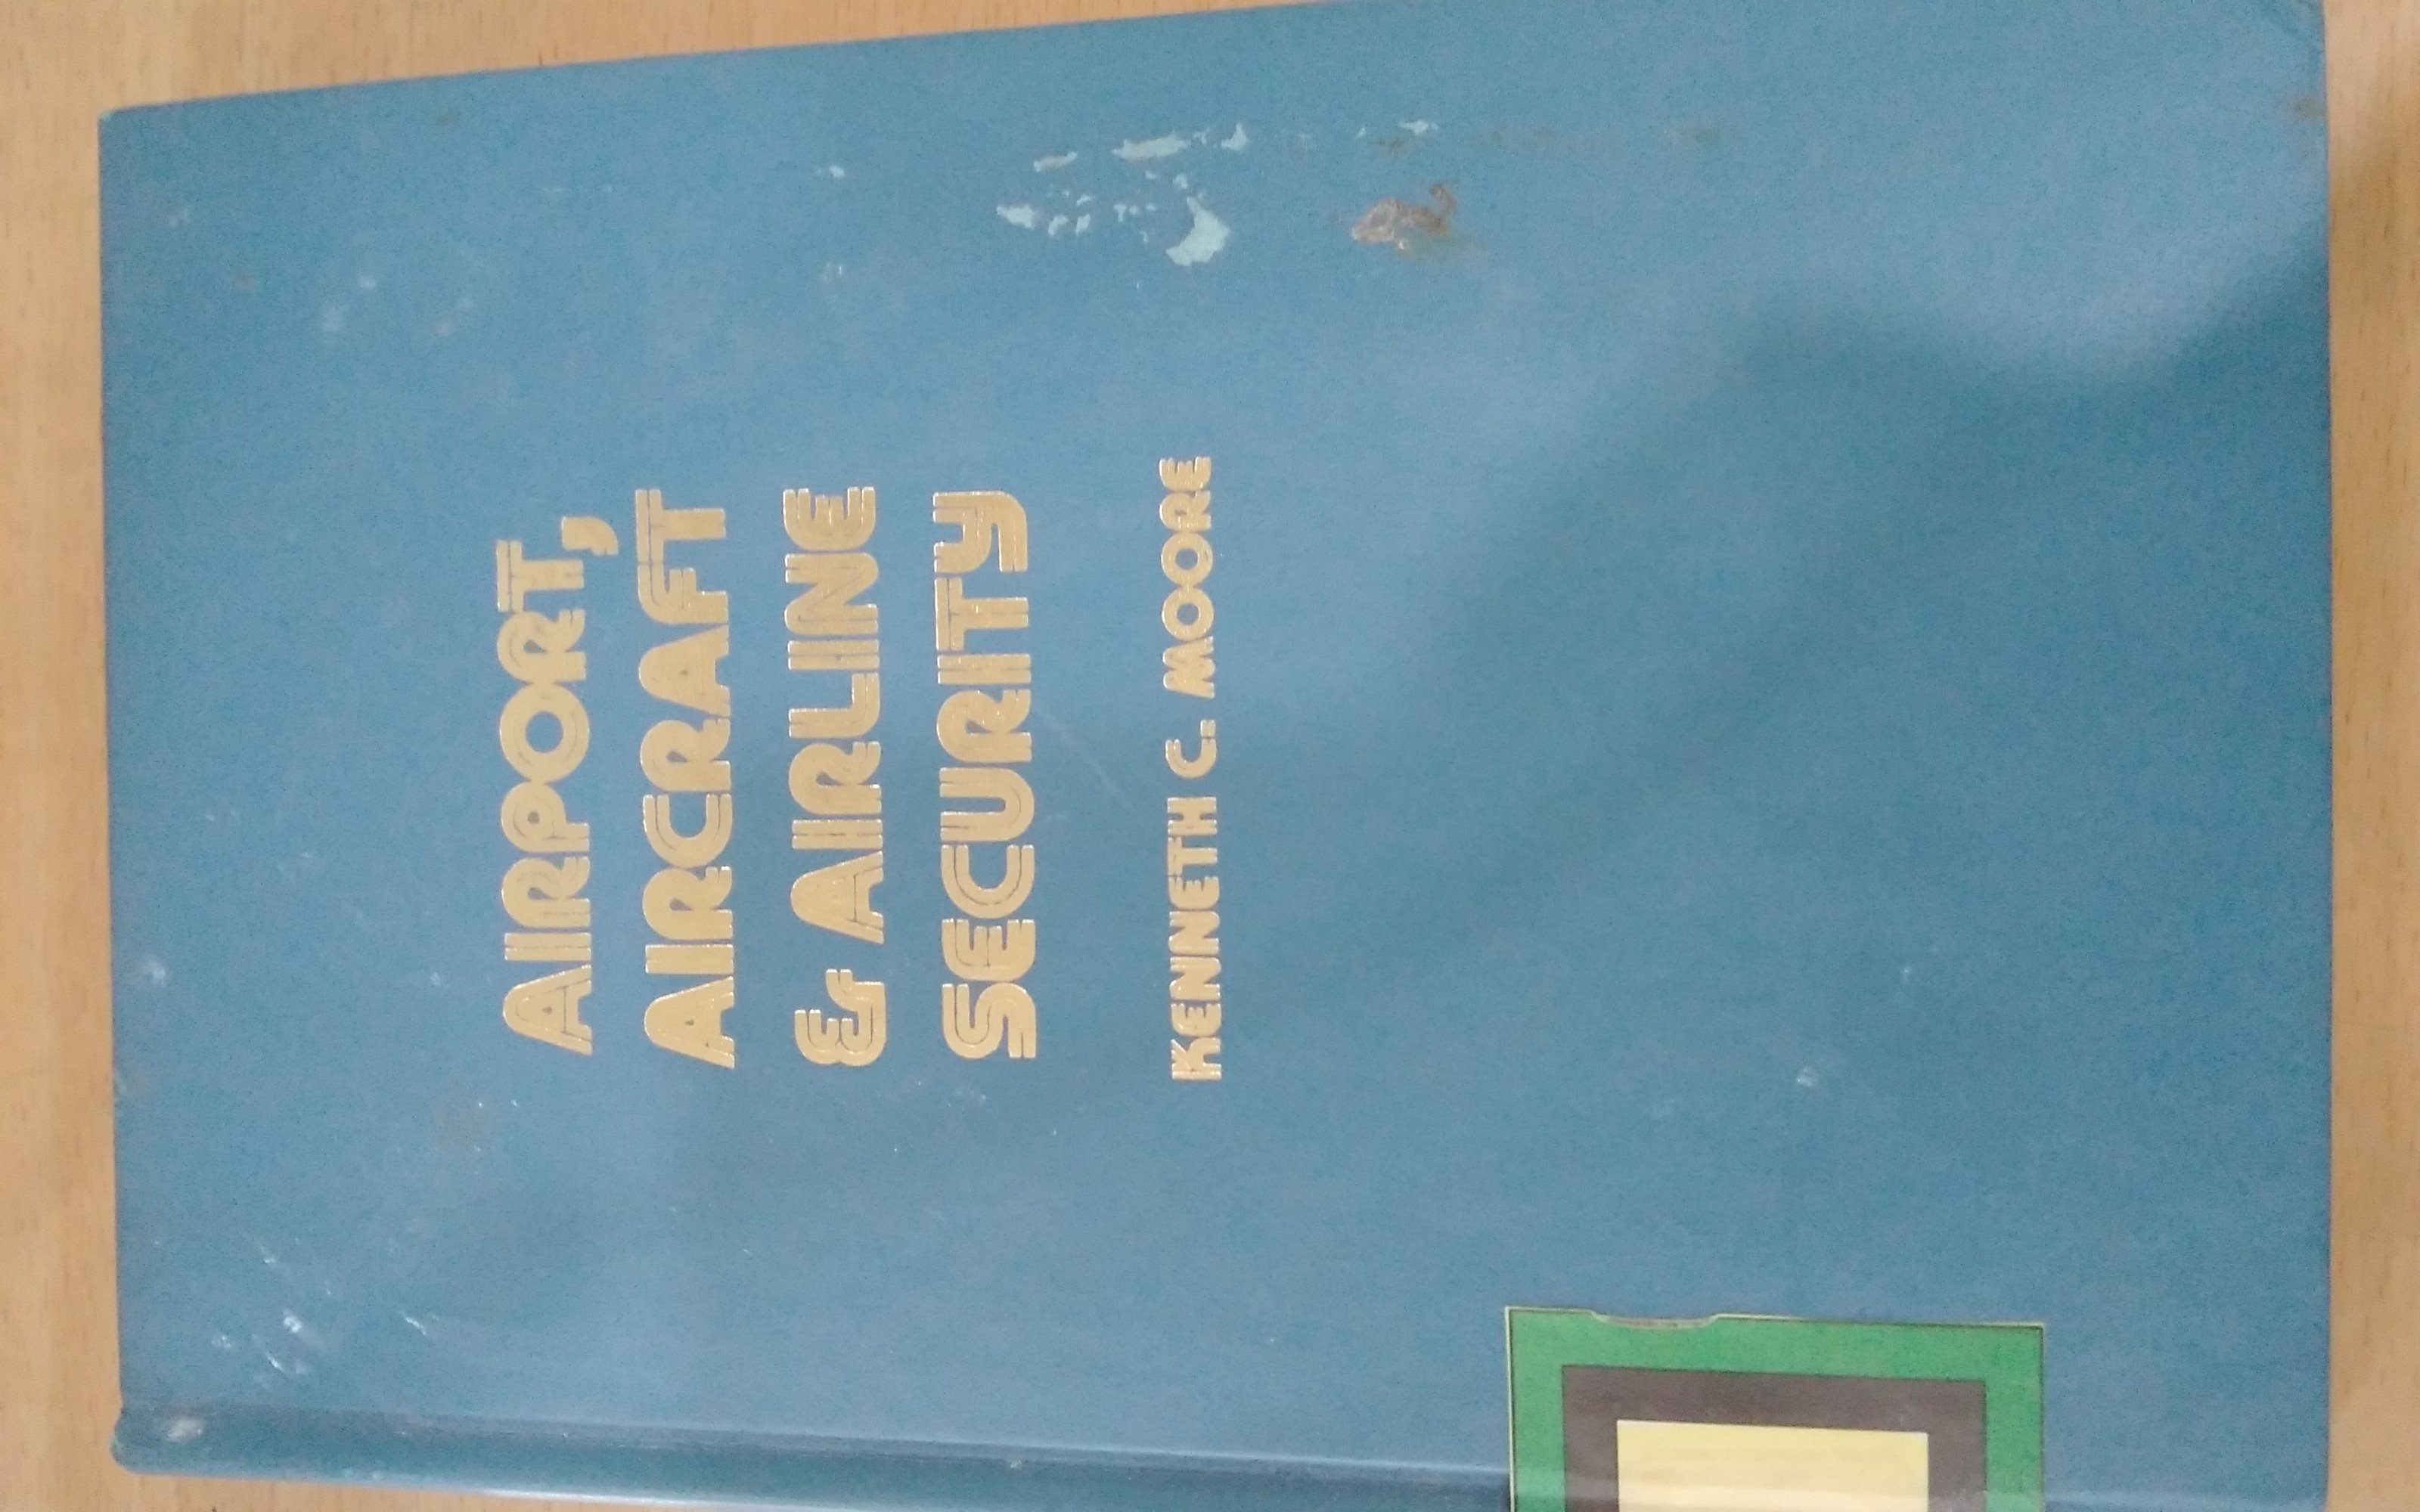 AIRPORT,
AIRCRAFT
& AIRLINE
SECURITY
KENNETH C. MOORE